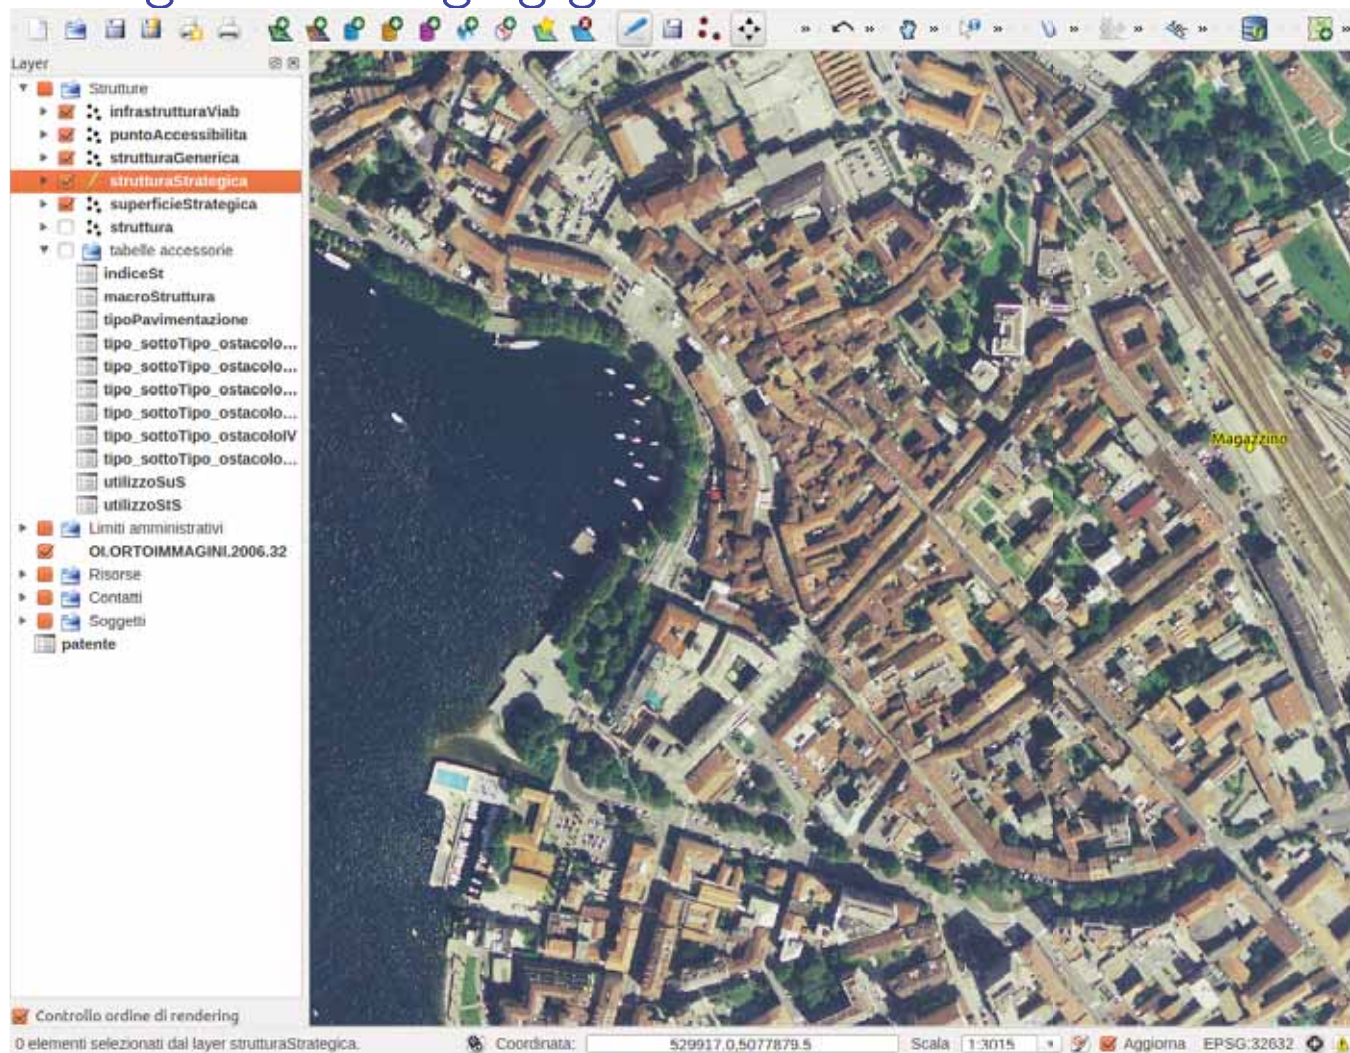 Layer
Strutture
infrastrutturaViab
puntoAccessibilita
strutturaGenerica
strutturaStrategica
superficieStrategica
struttura
tabelle accessorie
indiceSt
macroStruttura
tipoPavimentazione
tipo_sottoTipo_ostacolo...
tipo_sottoTipo_ostacolo...
tipo_sottoTipo_ostacolo...
tipo_sottoTipo_ostacolo...
tipo_sottoTipo_ostacoloIV
tipo_sottoTipo_ostacolo...
utilizzoSuS
utilizzoStS
Limiti amministrativi
OI.ORTOIMMAGINI.2006.32
Risorse
Contatti
Soggetti
patente
Magazzino
Controllo ordine di rendering
0 elementi selezionati dal layer strutturaStrategica.
Coordinata: 529917.0,5077879.5 Scala 1:3015 Aggiorna EPSG:32632